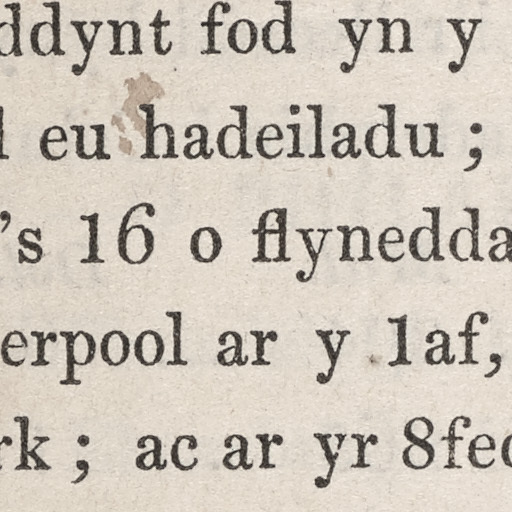 ddynt fod yn y
l eu hadeiladu ;
's 16 o flynedda
erpool ar y 1af,
rk ; ac ar yr 8fed